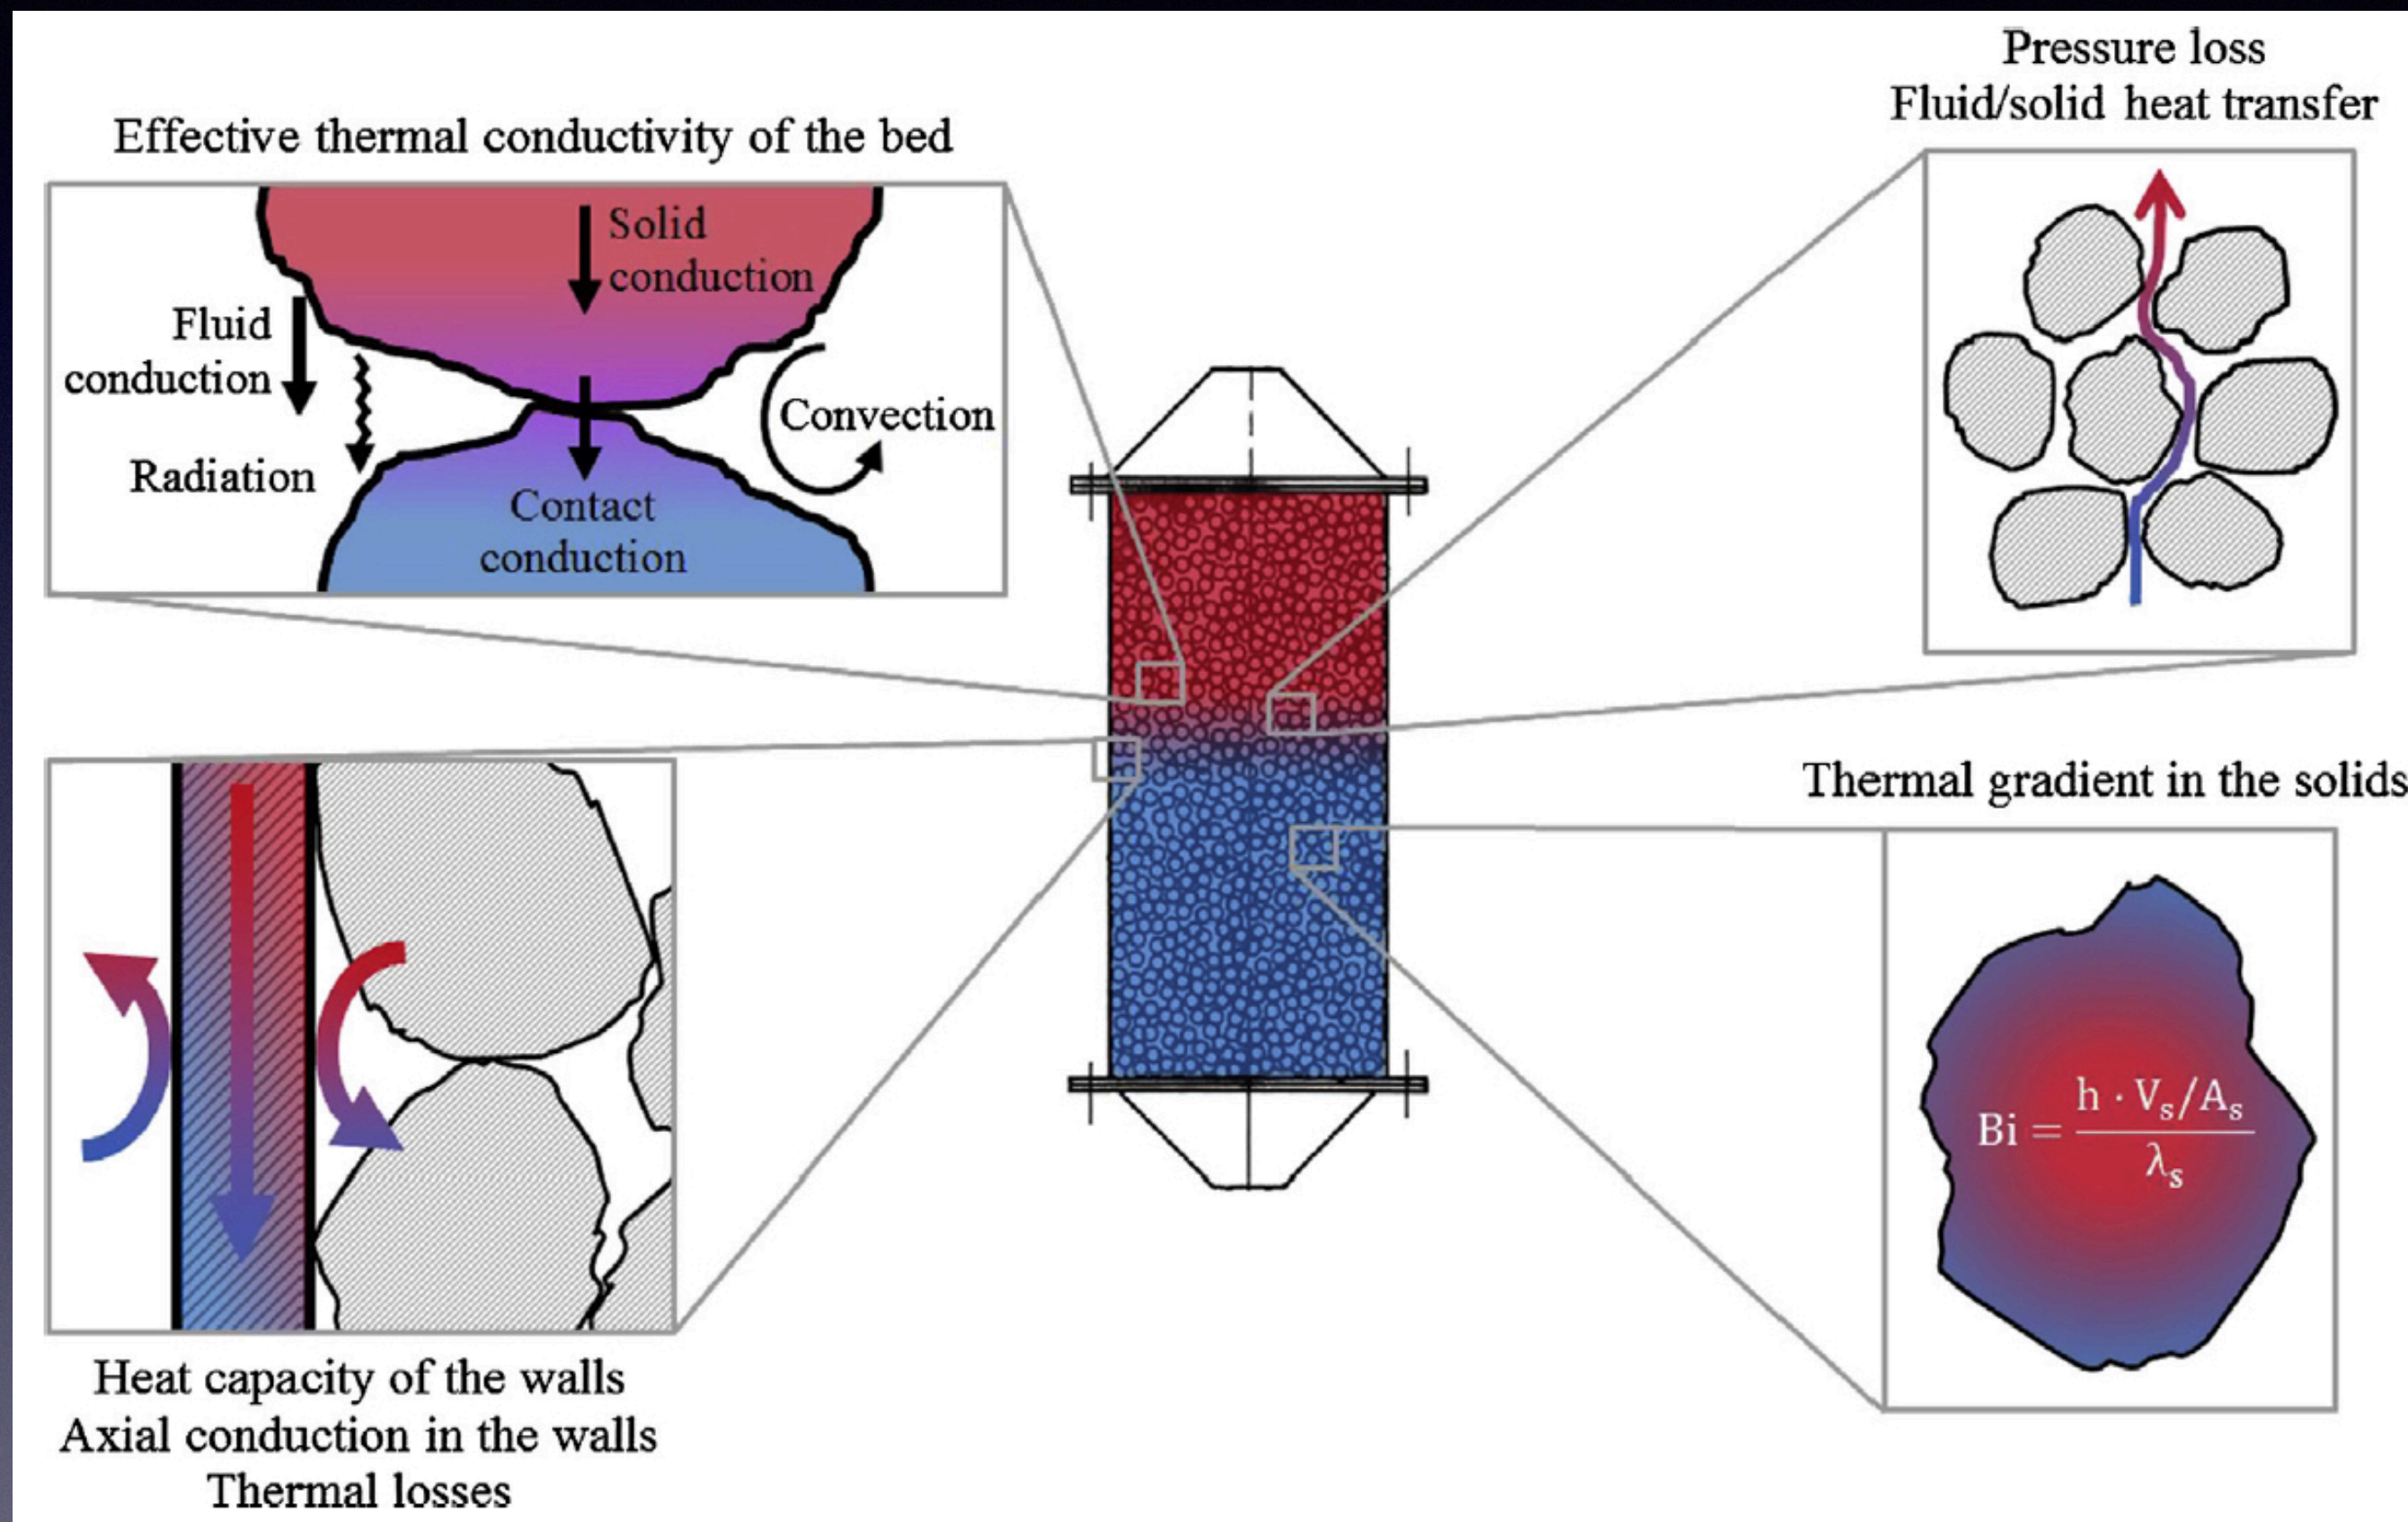 Effective thermal conductivity of the bed
Solid
conduction
Fluid
conduction
Radiation
Convection
Contact
conduction
Pressure loss
Fluid/solid heat transfer
Heat capacity of the walls
Axial conduction in the walls
Thermal losses
Thermal gradient in the solids
Bi = h · Vₛ/Aₛ
λₛ